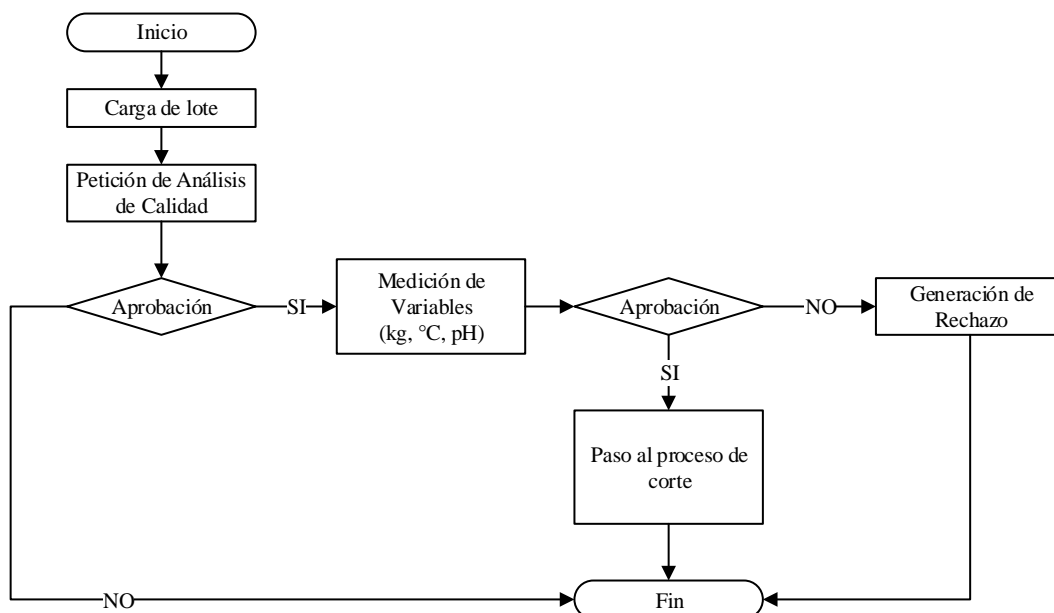 Inicio
Carga de lote
Petición de Análisis
de Calidad
Aprobación
SI
Medición de
Variables
(kg, °C, pH)
Aprobación
NO
Generación de
Rechazo
SI
Paso al proceso de
corte
NO
Fin